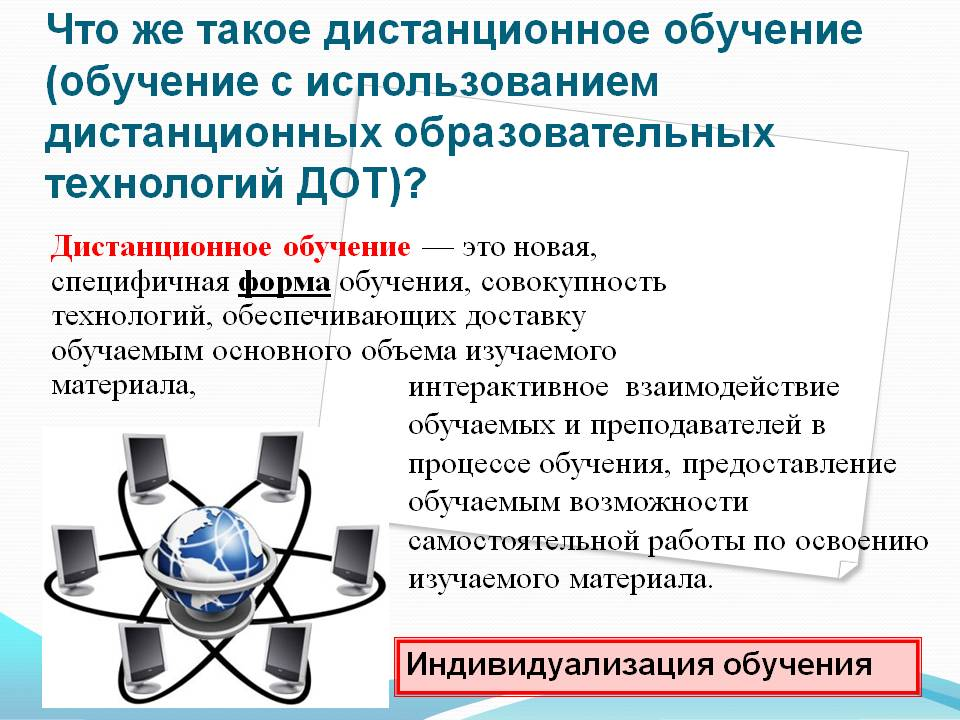 Что же такое дистанционное обучение
(обучение с использованием
дистанционных образовательных
технологий ДОТ)?
Дистанционное обучение — это новая,
специфичная форма обучения, совокупность
технологий, обеспечивающих доставку
обучаемым основного объема изучаемого
материала,
интерактивное взаимодействие
обучаемых и преподавателей в
процессе обучения, предоставление
обучаемым возможности
самостоятельной работы по освоению
изучаемого материала.
Индивидуализация обучения